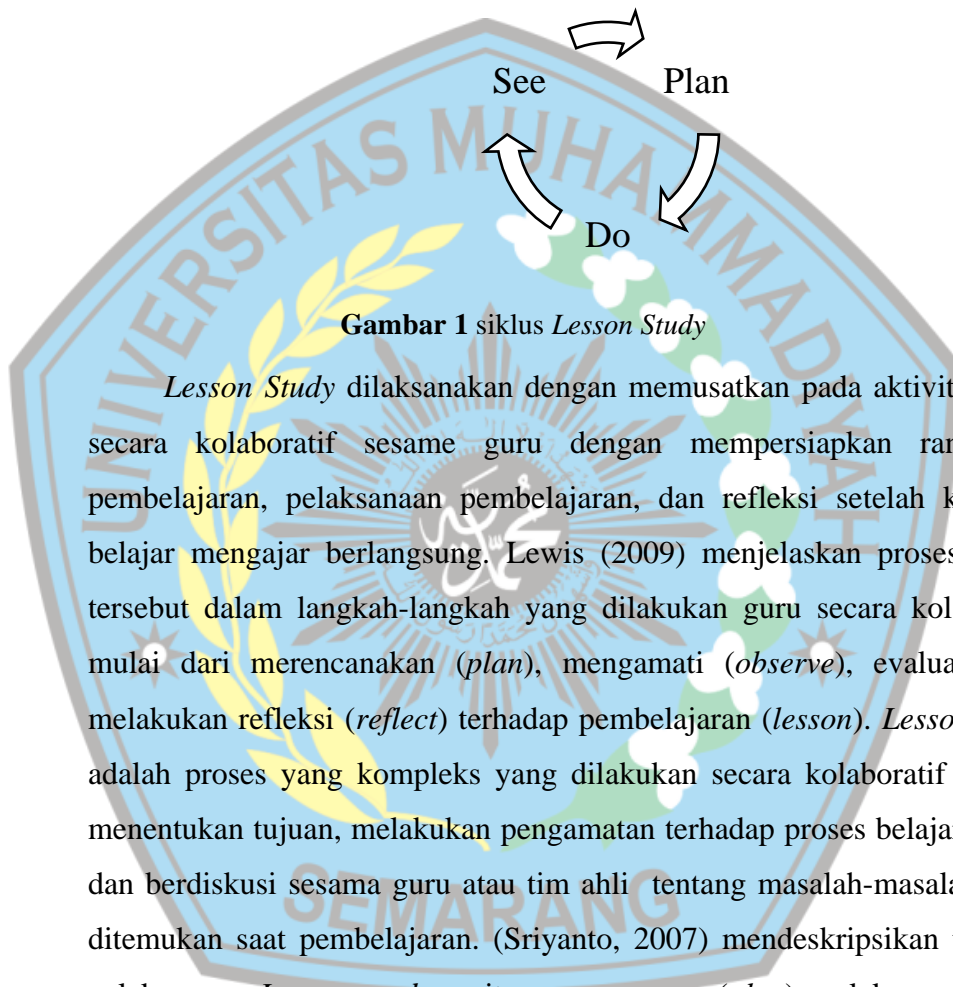 See Plan
Do
Gambar 1 siklus Lesson Study
Lesson Study dilaksanakan dengan memusatkan pada aktivit
secara kolaboratif sesame guru dengan mempersiapkan ran
pembelajaran, pelaksanaan pembelajaran, dan refleksi setelah k
belajar mengajar berlangsung. Lewis (2009) menjelaskan proses
tersebut dalam langkah-langkah yang dilakukan guru secara kol
mulai dari merencanakan (plan), mengamati (observe), evalua
melakukan refleksi (reflect) terhadap pembelajaran (lesson). Lesso
adalah proses yang kompleks yang dilakukan secara kolaboratif
menentukan tujuan, melakukan pengamatan terhadap proses belaja
dan berdiskusi sesama guru atau tim ahli tentang masalah-masala
ditemukan saat pembelajaran. (Sriyanto, 2007) mendeskripsikan
UNIVERSITAS MUHAMMADIYAH
SEMARANG